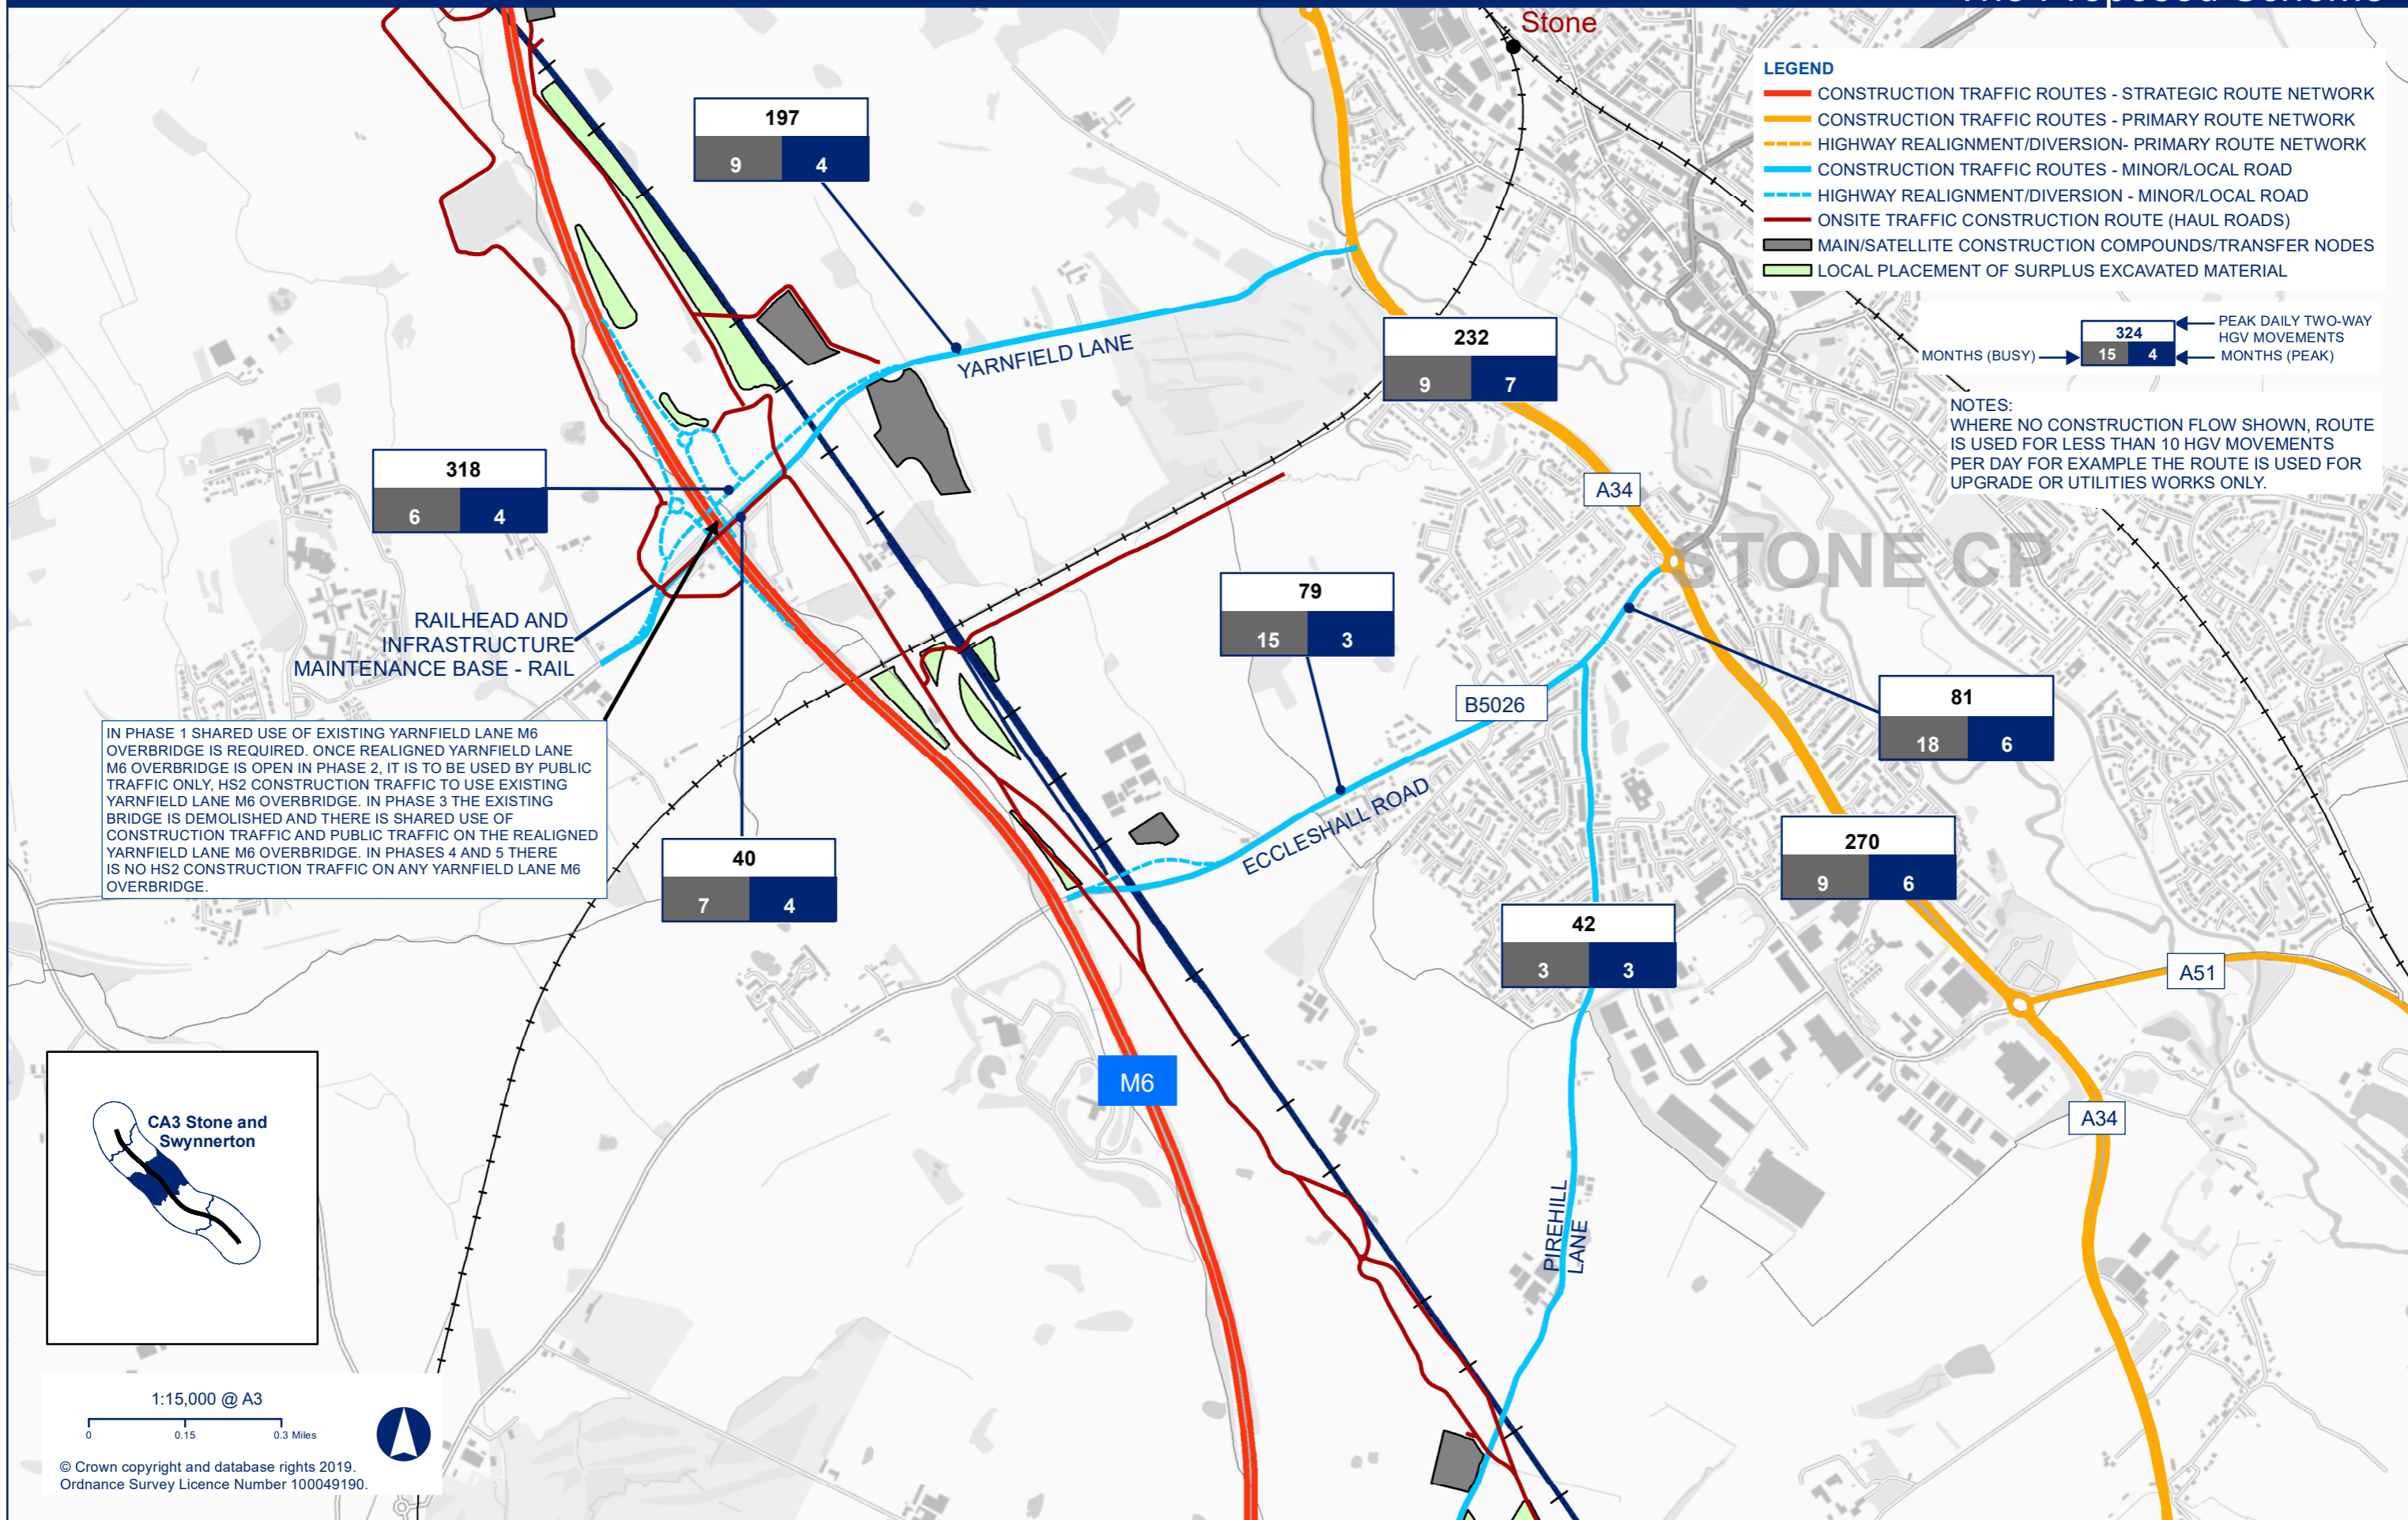 Stone
LEGEND
CONSTRUCTION TRAFFIC ROUTES - STRATEGIC ROUTE NETWORK
CONSTRUCTION TRAFFIC ROUTES - PRIMARY ROUTE NETWORK
HIGHWAY REALIGNMENT/DIVERSION- PRIMARY ROUTE NETWORK
CONSTRUCTION TRAFFIC ROUTES - MINOR/LOCAL ROAD
HIGHWAY REALIGNMENT/DIVERSION - MINOR/LOCAL ROAD
ONSITE TRAFFIC CONSTRUCTION ROUTE (HAUL ROADS)
MAIN/SATELLITE CONSTRUCTION COMPOUNDS/TRANSFER NODES
LOCAL PLACEMENT OF SURPLUS EXCAVATED MATERIAL
324
15 4
PEAK DAILY TWO-WAY
HGV MOVEMENTS
MONTHS (BUSY)
MONTHS (PEAK)
NOTES:
WHERE NO CONSTRUCTION FLOW SHOWN, ROUTE
IS USED FOR LESS THAN 10 HGV MOVEMENTS
PER DAY FOR EXAMPLE THE ROUTE IS USED FOR
UPGRADE OR UTILITIES WORKS ONLY.
197
9 4
YARNFIELD LANE
232
9 7
318
6 4
A34
STONE CP
79
15 3
RAILHEAD AND
INFRASTRUCTURE
MAINTENANCE BASE - RAIL
B5026
81
18 6
IN PHASE 1 SHARED USE OF EXISTING YARNFIELD LANE M6
OVERBRIDGE IS REQUIRED. ONCE REALIGNED YARNFIELD LANE
M6 OVERBRIDGE IS OPEN IN PHASE 2, IT IS TO BE USED BY PUBLIC
TRAFFIC ONLY, HS2 CONSTRUCTION TRAFFIC TO USE EXISTING
YARNFIELD LANE M6 OVERBRIDGE. IN PHASE 3 THE EXISTING
BRIDGE IS DEMOLISHED AND THERE IS SHARED USE OF
CONSTRUCTION TRAFFIC AND PUBLIC TRAFFIC ON THE REALIGNED
YARNFIELD LANE M6 OVERBRIDGE. IN PHASES 4 AND 5 THERE
IS NO HS2 CONSTRUCTION TRAFFIC ON ANY YARNFIELD LANE M6
OVERBRIDGE.
ECCLESHALL ROAD
40
7 4
270
9 6
42
3 3
A51
M6
A34
CA3 Stone and
Swynnerton
PIREHILL
LANE
1:15,000 @ A3
0 0.15 0.3 Miles
© Crown copyright and database rights 2019.
Ordnance Survey Licence Number 100049190.